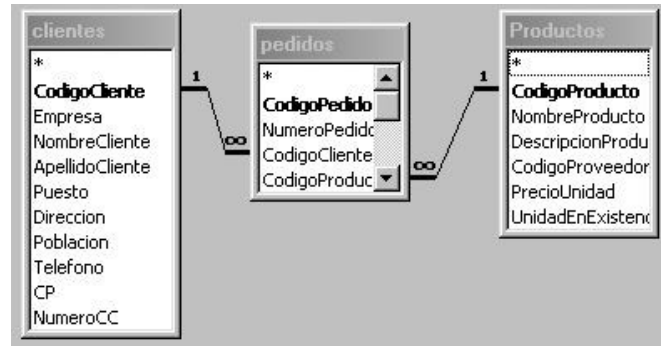 clientes
*
CodigoCliente
Empresa
NombreCliente
ApellidoCliente
Puesto
Direccion
Poblacion
Telefono
CP
NumeroCC
1
∞
pedidos
*
CodigoPedido
NumeroPedido
CodigoCliente
CodigoProduc
∞
1
Productos
*
CodigoProducto
NombreProducto
DescripcionProdu
CodigoProveedor
PrecioUnidad
UnidadEnExistenc